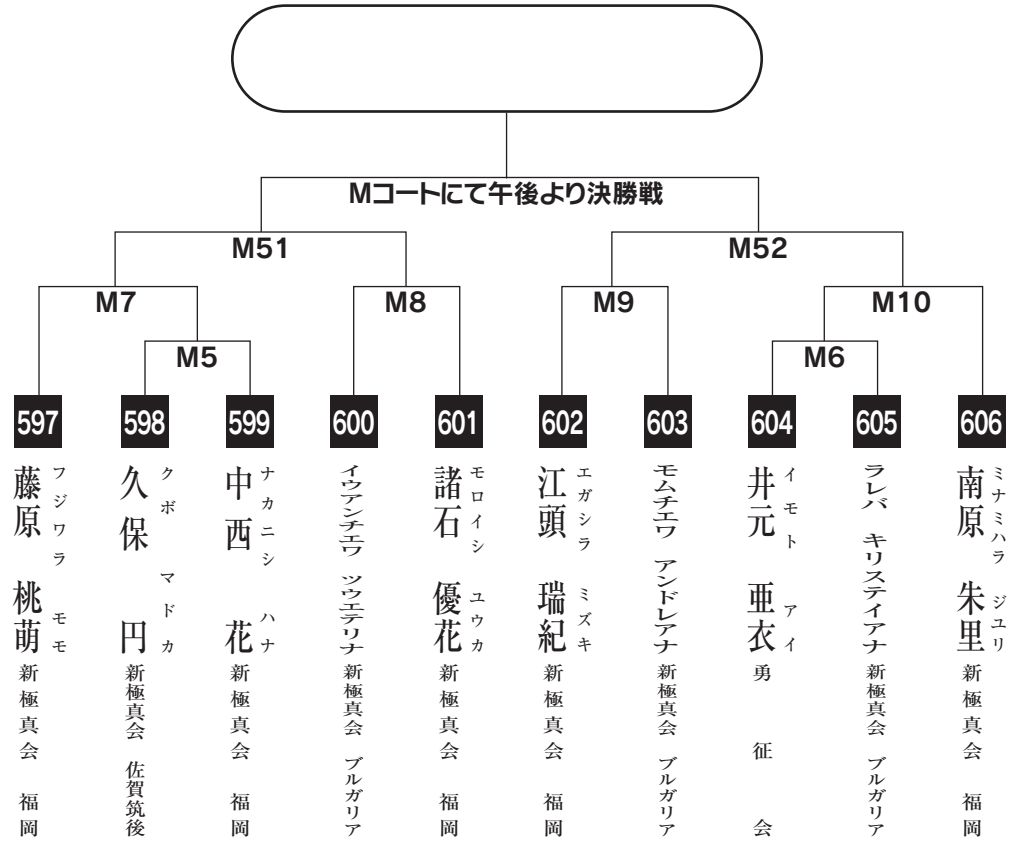 Mコートにて午後より決勝戦
M51
M52
M7
M8
M9
M10
M5
M6
597
598
599
600
601
602
603
604
605
606
藤原 桃萌
フジワラ モモ
新極真会 福岡
久保 円
クボ マドカ
新極真会 佐賀筑後
中西 花
ナカニシ ハナ
新極真会 福岡
イウアンチエワ ツウエテリナ
新極真会 ブルガリア
諸石 優花
モロイシ ユウカ
新極真会 福岡
江頭 瑞紀
エガシラ ミズキ
新極真会 福岡
モムチエワ アンドレアナ
新極真会 ブルガリア
井元 亜衣
イモト アイ
勇征会
ラレバ キリステイアナ
新極真会 ブルガリア
南原 朱里
ミナミハラ ジユリ
新極真会 福岡